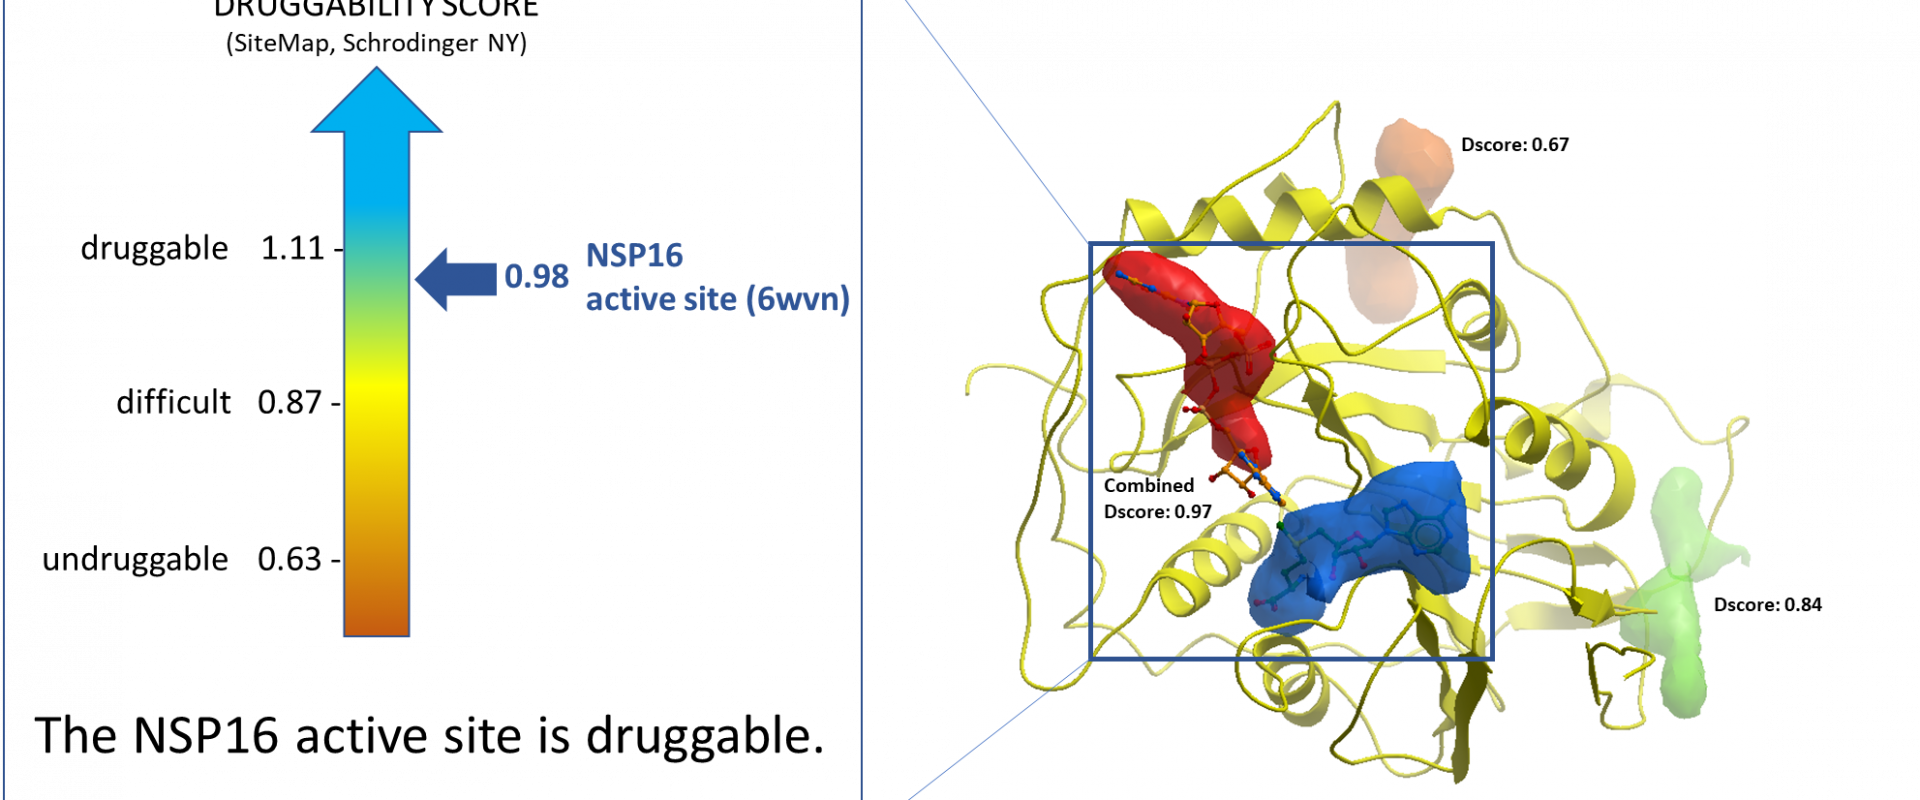 DRUGGABILITY SCORE
(SiteMap, Schrodinger NY)
druggable 1.11 -
0.98
NSP16
active site (6wvn)
difficult 0.87 -
undruggable 0.63 -
The NSP16 active site is druggable.
Dscore: 0.67
Combined
Dscore: 0.97
Dscore: 0.84